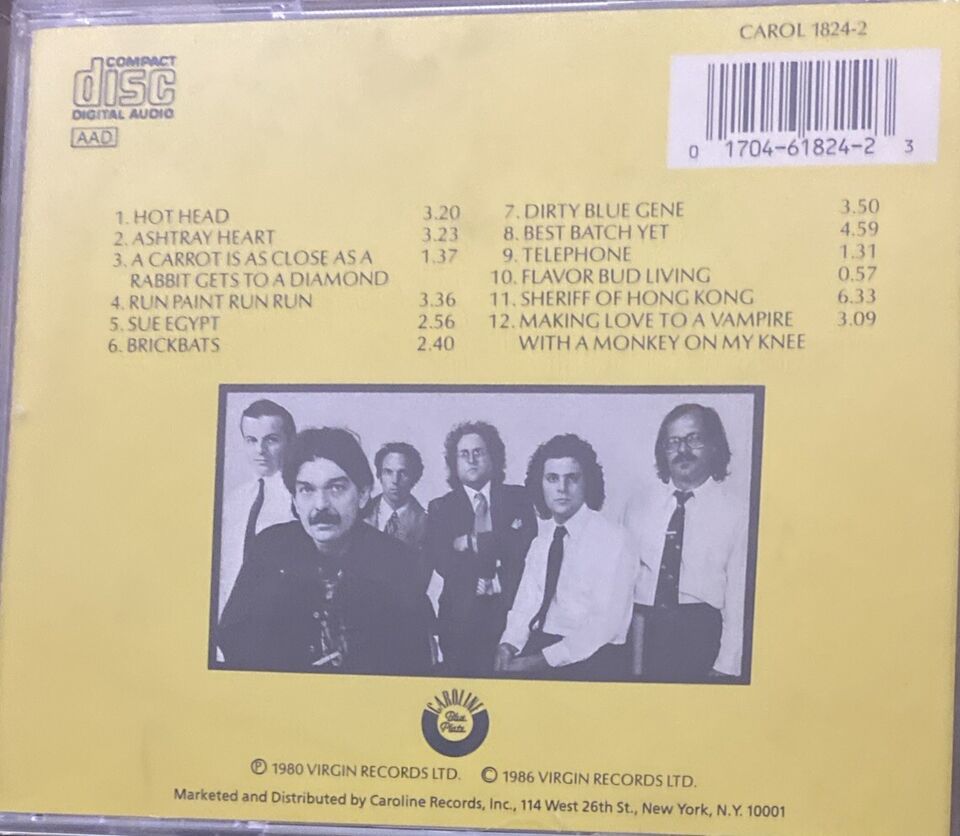 CAROL 1824-2
COMPACT
disc
DIGITAL AUDIO
AAD
0 1704-61824-2 3
1. HOT HEAD 3.20
2. ASHTRAY HEART 3.23
3. A CARROT IS AS CLOSE AS A 1.37
RABBIT GETS TO A DIAMOND
4. RUN PAINT RUN RUN 3.36
5. SUE EGYPT 2.56
6. BRICKBATS 2.40
7. DIRTY BLUE GENE 3.50
8. BEST BATCH YET 4.59
9. TELEPHONE 1.31
10. FLAVOR BUD LIVING 0.57
11. SHERIFF OF HONG KONG 6.33
12. MAKING LOVE TO A VAMPIRE 3.09
WITH A MONKEY ON MY KNEE
CAROLINE
Blue
Plate
℗ 1980 VIRGIN RECORDS LTD. © 1986 VIRGIN RECORDS LTD.
Marketed and Distributed by Caroline Records, Inc., 114 West 26th St., New York, N.Y. 10001